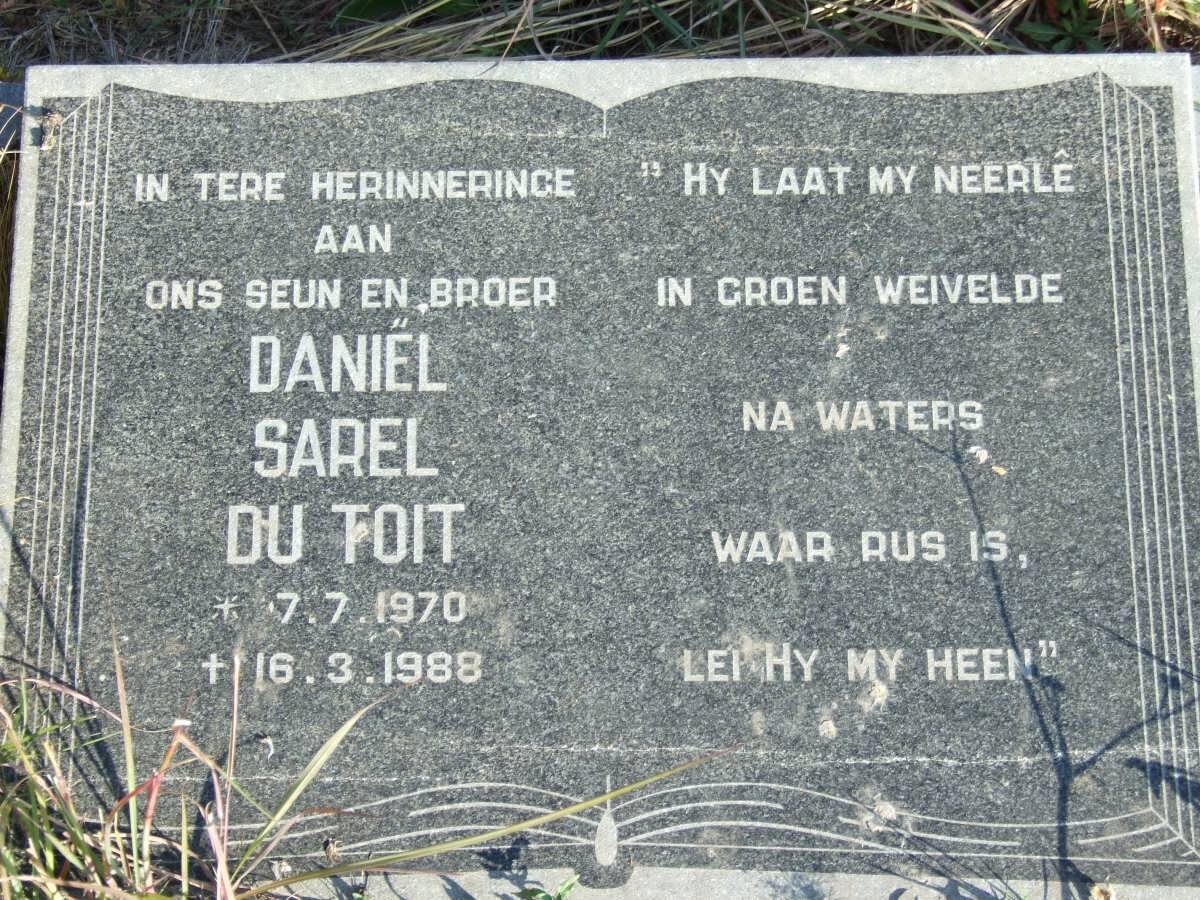 IN TERE HERINNERINGE
AAN
ONS SEUN EN BROER
DANIËL
SAREL
DU TOIT
* 7.7.1970
† 16.3.1988
"HY LAAT MY NEERLÊ
IN GROEN WEIVELDE
NA WATERS
WAAR RUS IS,
LEI HY MY HEEN"